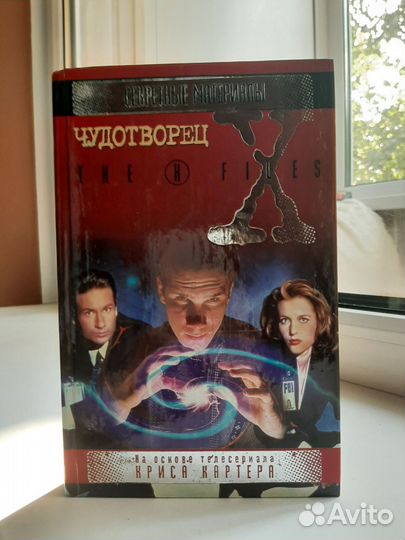 СЕКРЕТНЫЕ МАТЕРИАЛЫ
ЧУДОТВОРЕЦ
THE X FILES
X
FBI
На основе телесериала
КРИСА КАРТЕРА
Avito